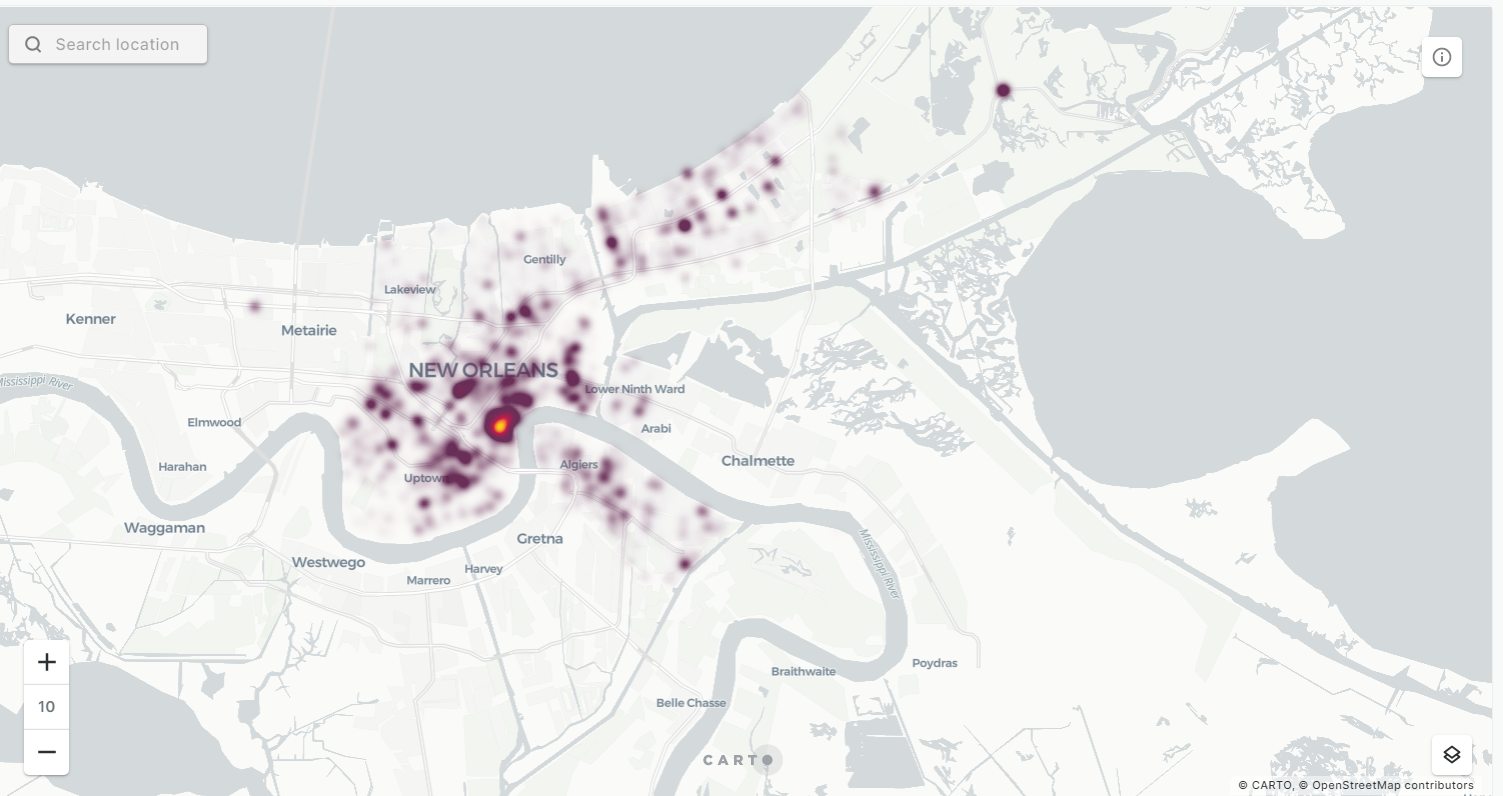 Search location
Gentilly
Lakeview
Kenner
Metairie
NEW ORLEANS
Mississippi River
Lower Ninth Ward
Elmwood
Arabi
Chalmette
Harahan
Algiers
Uptown
Waggaman
Gretna
Westwego
Harvey
Marrero
Mississippi River
Poydras
Braithwaite
Belle Chasse
10
CARTO
© CARTO, © OpenStreetMap contributors